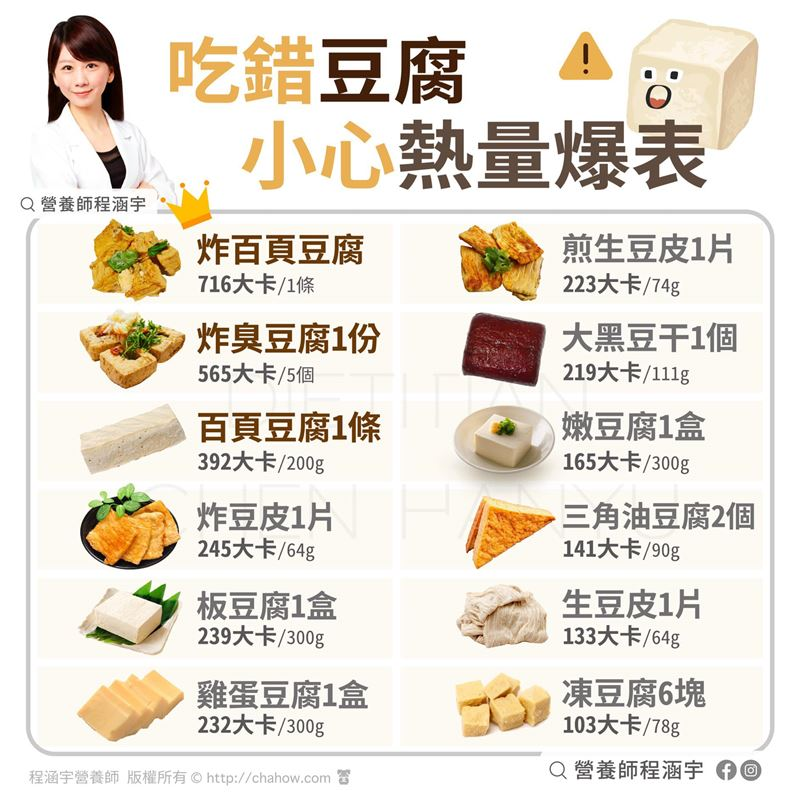 吃錯豆腐
小心熱量爆表
營養師程涵宇
炸百頁豆腐
716大卡/1條
炸臭豆腐1份
565大卡/5個
百頁豆腐1條
392大卡/200g
炸豆皮1片
245大卡/64g
板豆腐1盒
239大卡/300g
雞蛋豆腐1盒
232大卡/300g
煎生豆皮1片
223大卡/74g
大黑豆干1個
219大卡/111g
嫩豆腐1盒
165大卡/300g
三角油豆腐2個
141大卡/90g
生豆皮1片
133大卡/64g
凍豆腐6塊
103大卡/78g
DIETITIAN
CHEN HANYU
程涵宇營養師 版權所有 © http://chahow.com
營養師程涵宇